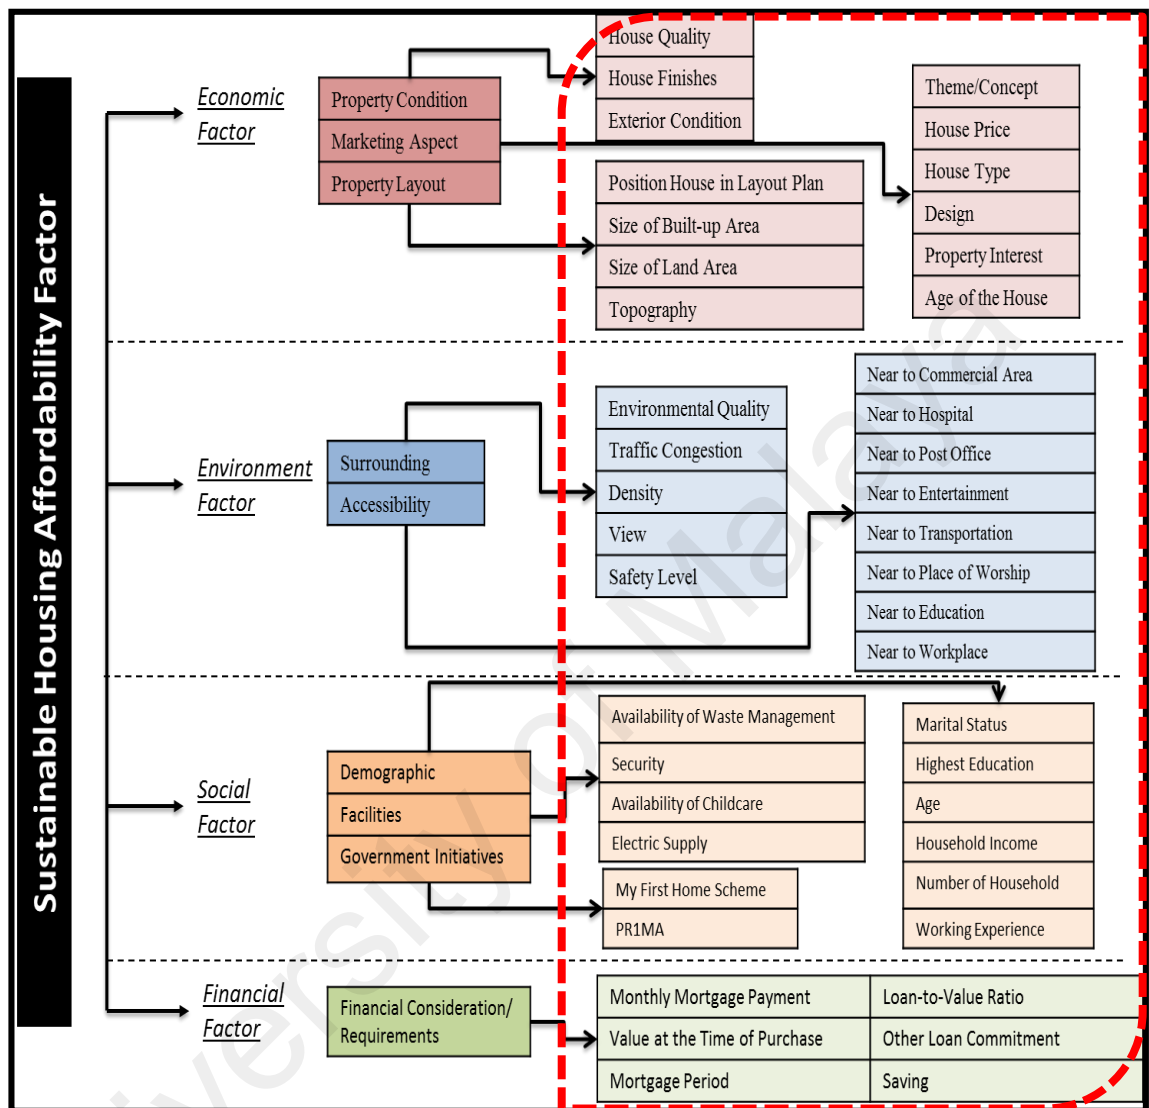 Sustainable Housing Affordability Factor
Economic
Factor
Property Condition
Marketing Aspect
Property Layout
House Quality
House Finishes
Exterior Condition
Position House in Layout Plan
Size of Built-up Area
Size of Land Area
Topography
Theme/Concept
House Price
House Type
Design
Property Interest
Age of the House
Environment
Factor
Surrounding
Accessibility
Environmental Quality
Traffic Congestion
Density
View
Safety Level
Near to Commercial Area
Near to Hospital
Near to Post Office
Near to Entertainment
Near to Transportation
Near to Place of Worship
Near to Education
Near to Workplace
Social
Factor
Demographic
Facilities
Government Initiatives
Availability of Waste Management
Security
Availability of Childcare
Electric Supply
My First Home Scheme
PR1MA
Marital Status
Highest Education
Age
Household Income
Number of Household
Working Experience
Financial
Factor
Financial Consideration/
Requirements
Monthly Mortgage Payment
Loan-to-Value Ratio
Value at the Time of Purchase
Other Loan Commitment
Mortgage Period
Saving
versity of Malaya